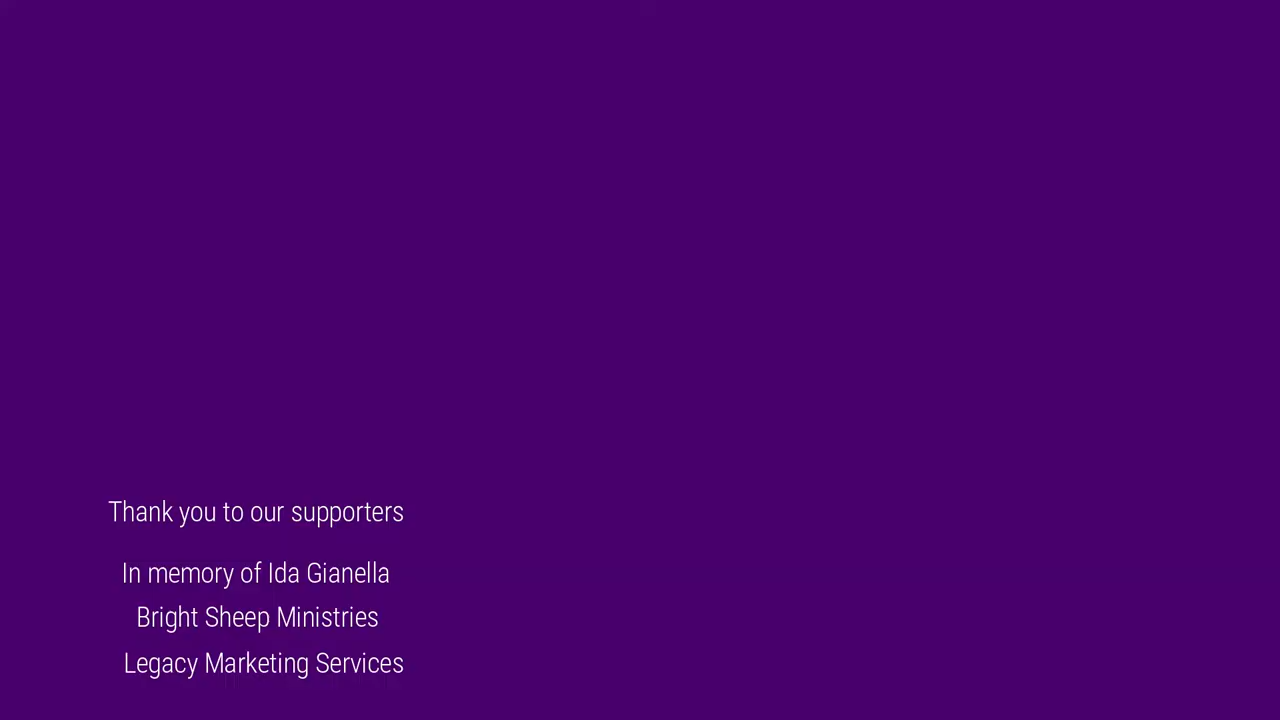 Thank you to our supporters
In memory of Ida Gianella
Bright Sheep Ministries
Legacy Marketing Services